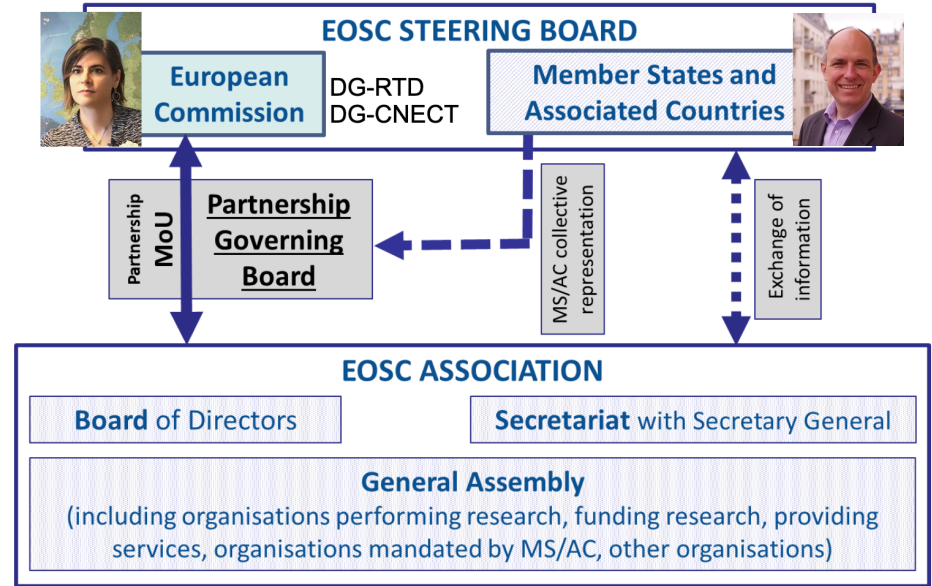 EOSC STEERING BOARD
European
Commission
DG-RTD
DG-CNECT
Member States and
Associated Countries
Partnership
MoU
Partnership
Governing
Board
MS/AC collective
representation
Exchange of
information
EOSC ASSOCIATION
Board of Directors
Secretariat with Secretary General
General Assembly
(including organisations performing research, funding research, providing
services, organisations mandated by MS/AC, other organisations)